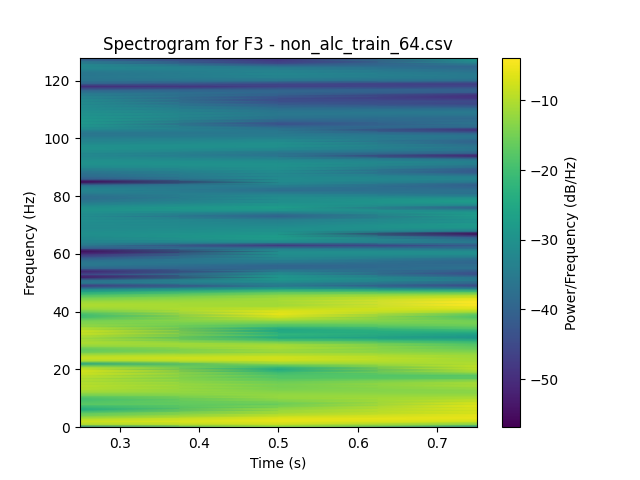 Spectrogram for F3 - non_alc_train_64.csv
120
100
80
60
40
20
0
Frequency (Hz)
0.3 0.4 0.5 0.6 0.7
Time (s)
−10
−20
−30
−40
−50
Power/Frequency (dB/Hz)